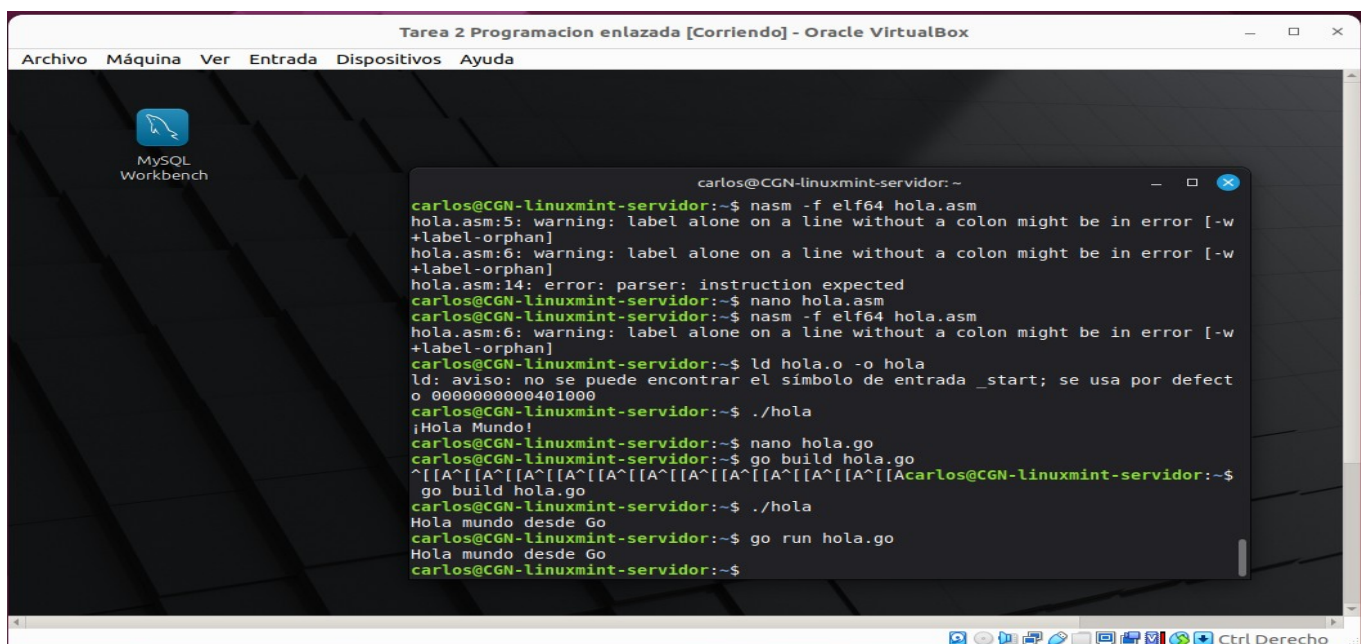 Tarea 2 Programacion enlazada [Corriendo] - Oracle VirtualBox
Archivo Máquina Ver Entrada Dispositivos Ayuda
MySQL
Workbench
carlos@CGN-linuxmint-servidor: ~
carlos@CGN-linuxmint-servidor:~$ nasm -f elf64 hola.asm
hola.asm:5: warning: label alone on a line without a colon might be in error [-w
+label-orphan]
hola.asm:6: warning: label alone on a line without a colon might be in error [-w
+label-orphan]
hola.asm:14: error: parser: instruction expected
carlos@CGN-linuxmint-servidor:~$ nano hola.asm
carlos@CGN-linuxmint-servidor:~$ nasm -f elf64 hola.asm
hola.asm:6: warning: label alone on a line without a colon might be in error [-w
+label-orphan]
carlos@CGN-linuxmint-servidor:~$ ld hola.o -o hola
ld: aviso: no se puede encontrar el símbolo de entrada _start; se usa por defect
o 0000000000401000
carlos@CGN-linuxmint-servidor:~$ ./hola
¡Hola Mundo!
carlos@CGN-linuxmint-servidor:~$ nano hola.go
carlos@CGN-linuxmint-servidor:~$ go build hola.go
^[[A^[[A^[[A^[[A^[[A^[[A^[[A^[[A^[[A^[[A^[[Acarlos@CGN-linuxmint-servidor:~$
go build hola.go
carlos@CGN-linuxmint-servidor:~$ ./hola
Hola mundo desde Go
carlos@CGN-linuxmint-servidor:~$ go run hola.go
Hola mundo desde Go
carlos@CGN-linuxmint-servidor:~$
Ctrl Derecho